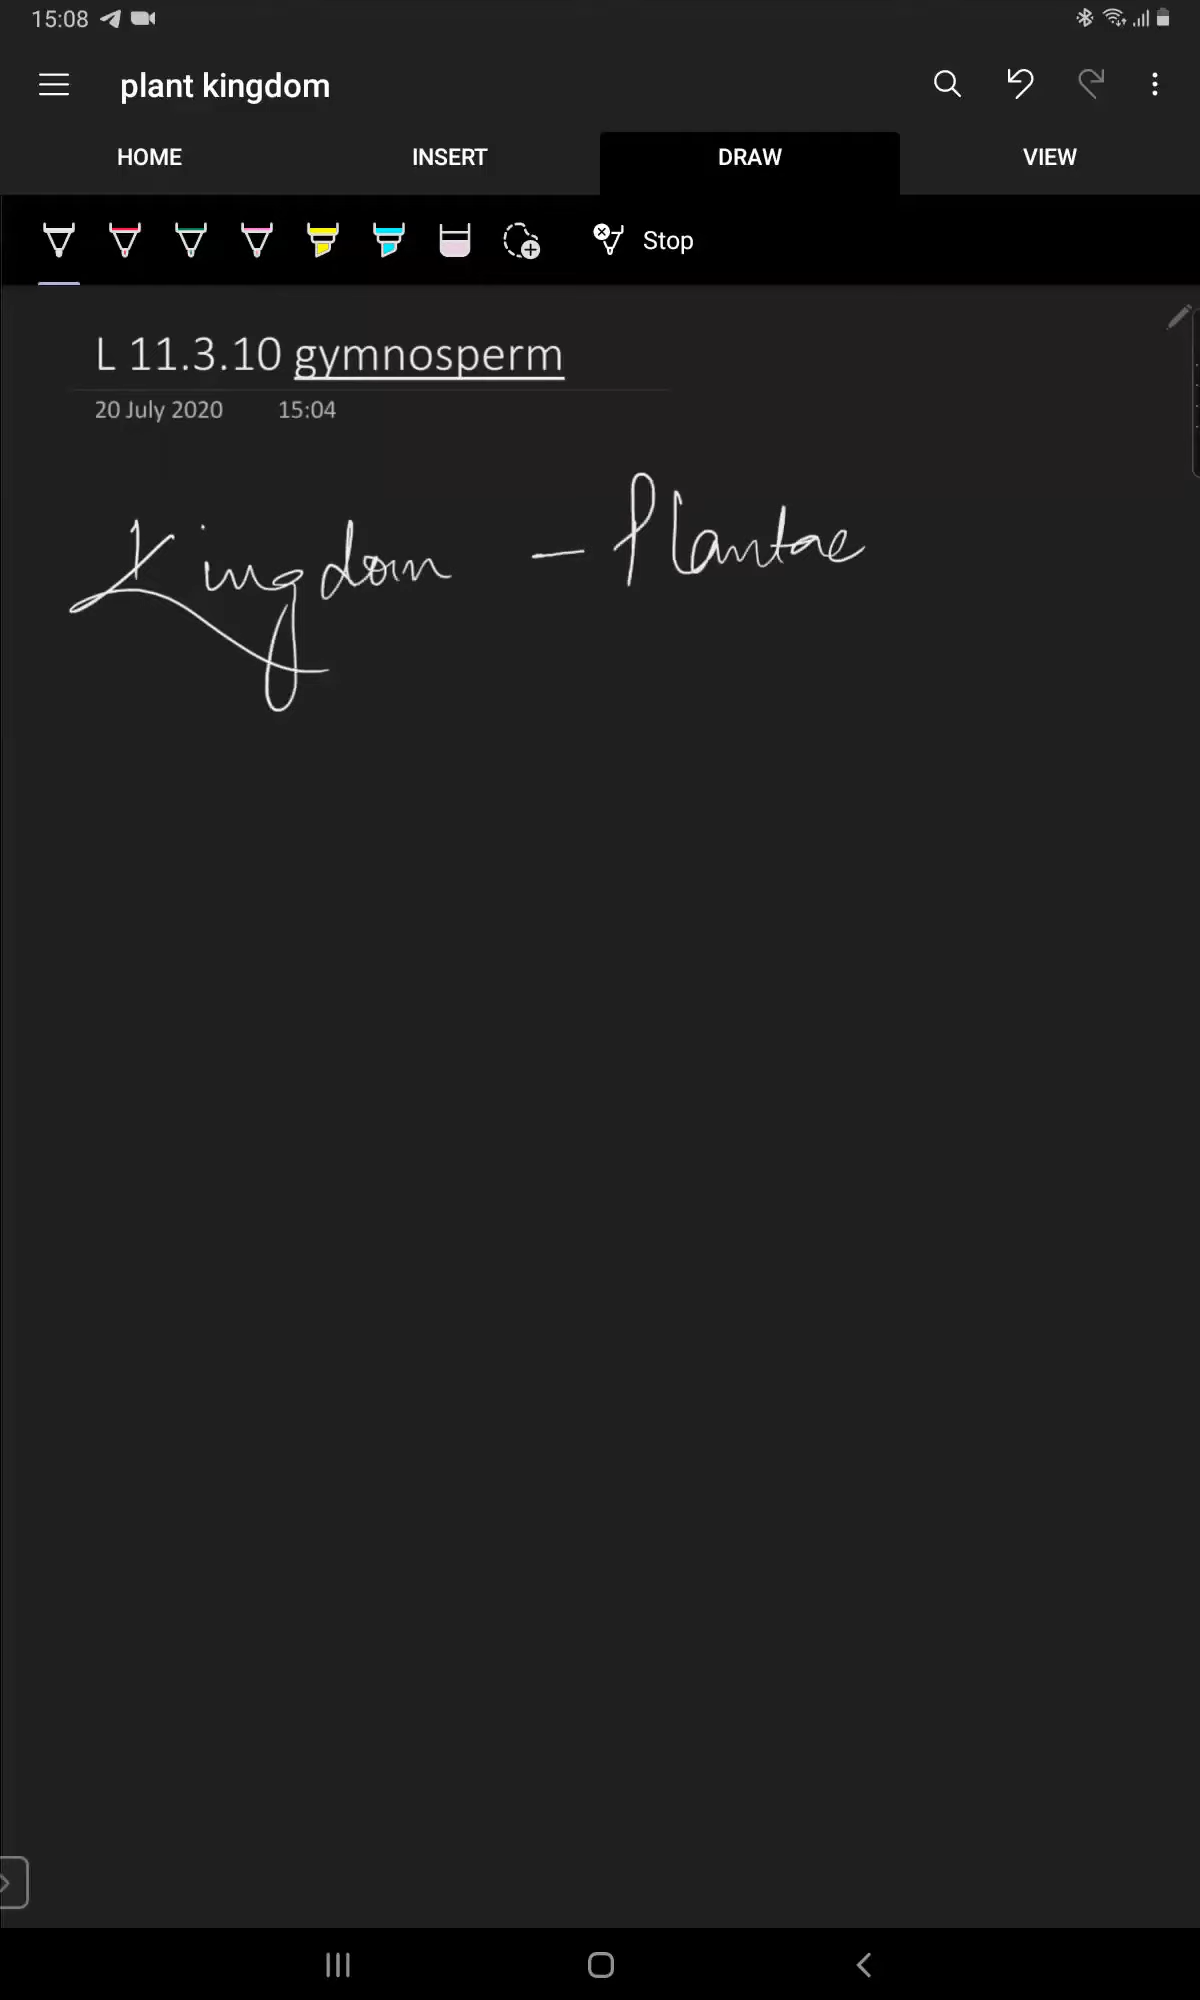 15:08
plant kingdom
HOME INSERT DRAW VIEW
Stop
L 11.3.10 gymnosperm
20 July 2020 15:04
Kingdom - Plantae